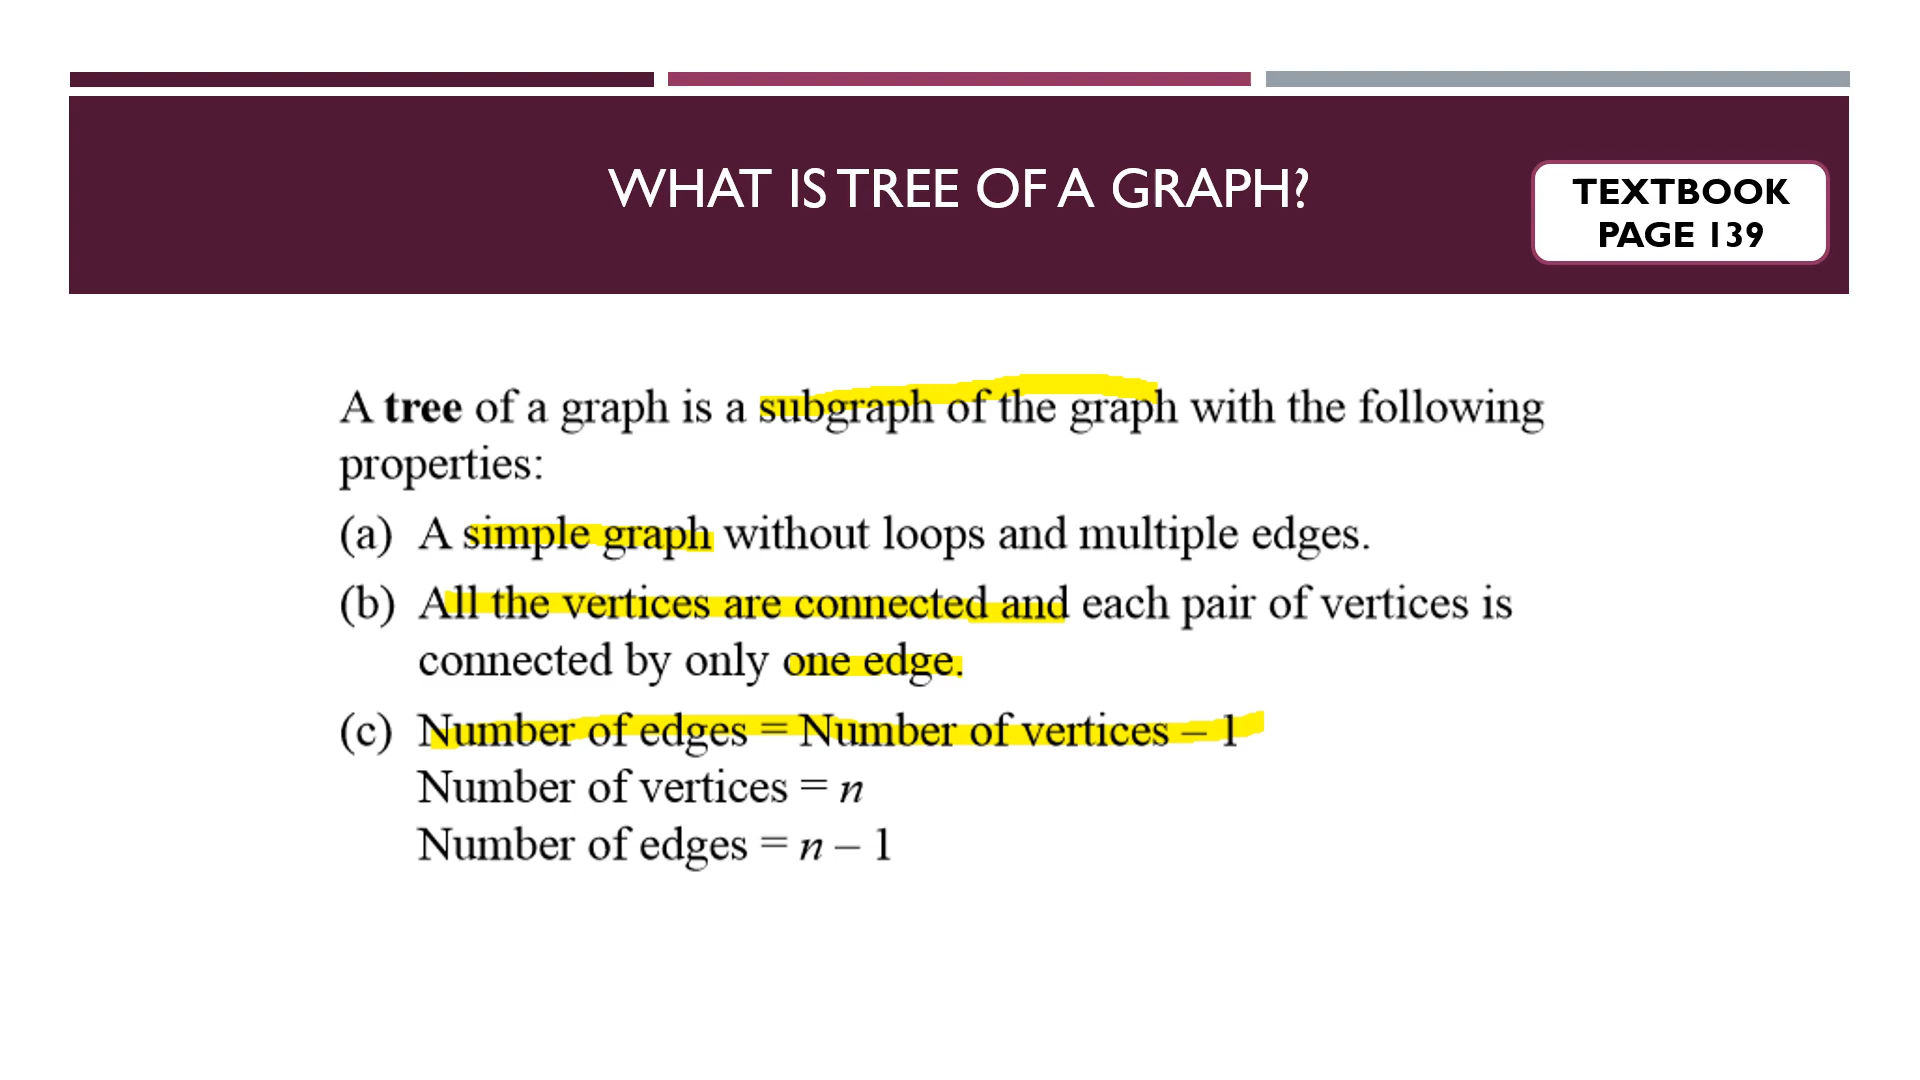 WHAT IS TREE OF A GRAPH?
TEXTBOOK
PAGE 139
A tree of a graph is a subgraph of the graph with the following
properties:
(a) A simple graph without loops and multiple edges.
(b) All the vertices are connected and each pair of vertices is
connected by only one edge.
(c) Number of edges = Number of vertices – 1
Number of vertices = n
Number of edges = n – 1